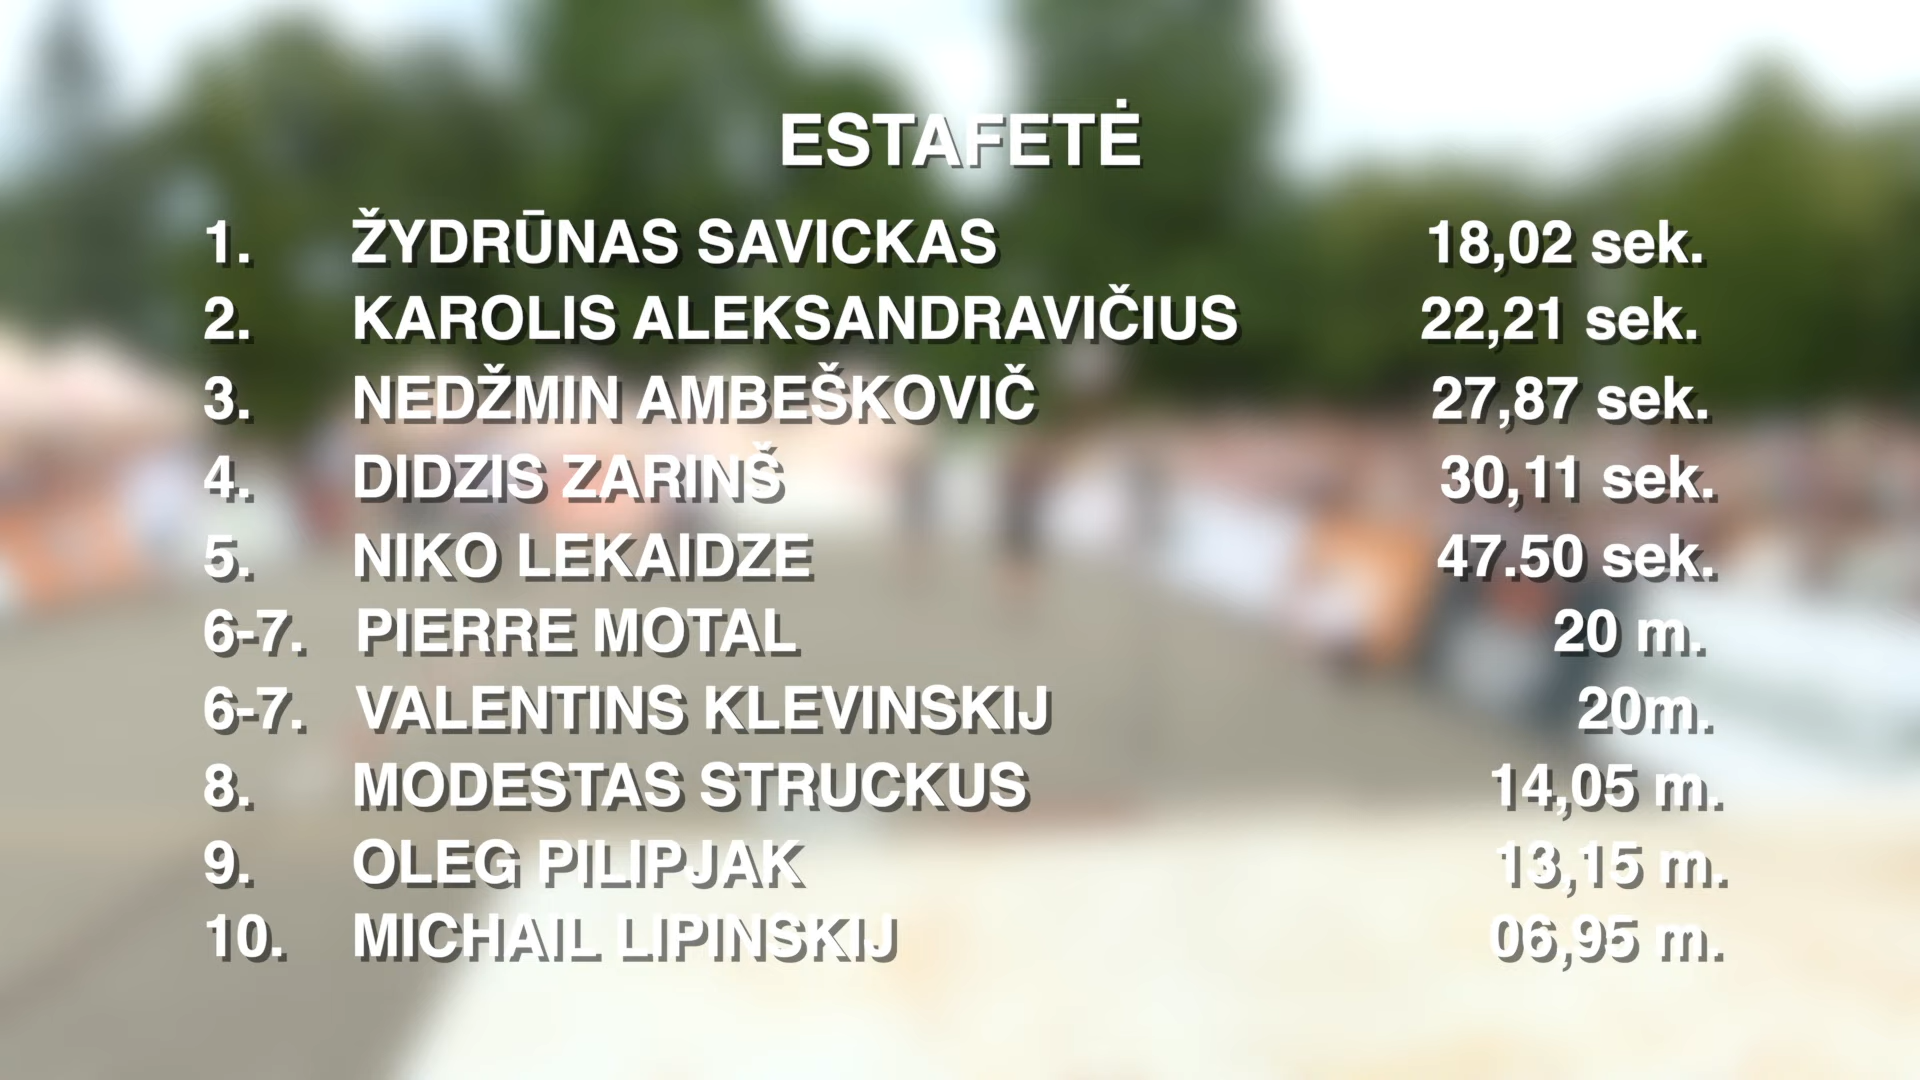 ESTAFETĖ
1. ŽYDRŪNAS SAVICKAS 18,02 sek.
2. KAROLIS ALEKSANDRAVIČIUS 22,21 sek.
3. NEDŽMIN AMBEŠKOVIČ 27,87 sek.
4. DIDZIS ZARINŠ 30,11 sek.
5. NIKO LEKAIDZE 47.50 sek.
6-7. PIERRE MOTAL 20 m.
6-7. VALENTINS KLEVINSKIJ 20m.
8. MODESTAS STRUCKUS 14,05 m.
9. OLEG PILIPJAK 13,15 m.
10. MICHAIL LIPINSKIJ 06,95 m.